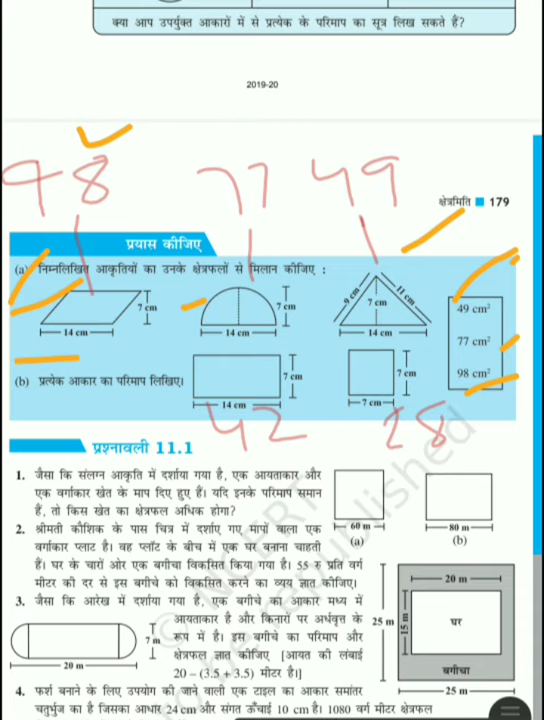 क्या आप उपर्युक्त आकारों में से प्रत्येक के परिमाप का सूत्र लिख सकते हैं?
2019-20
98 77 49
क्षेत्रमिति 179
प्रयास कीजिए
(a) निम्नलिखित आकृतियों का उनके क्षेत्रफलों से मिलान कीजिए :
7 cm 14 cm
7 cm 14 cm
9 cm 7 cm 11 cm 14 cm
49 cm²
77 cm²
98 cm²
(b) प्रत्येक आकार का परिमाप लिखिए।
7 cm 14 cm
7 cm 7 cm
42 28
प्रश्नावली 11.1
1. जैसा कि संलग्न आकृति में दर्शाया गया है, एक आयताकार और
एक वर्गाकार खेत के माप दिए हुए हैं। यदि इनके परिमाप समान
हैं, तो किस खेत का क्षेत्रफल अधिक होगा?
60 m 80 m
(a) (b)
2. श्रीमती कौशिक के पास चित्र में दर्शाए गए मापों वाला एक
वर्गाकार प्लाट है। वह प्लॉट के बीच में एक घर बनाना चाहती
हैं। घर के चारों ओर एक बगीचा विकसित किया गया है। 55 रु प्रति वर्ग
मीटर की दर से इस बगीचे को विकसित करने का व्यय ज्ञात कीजिए।
20 m
25 m 15 m घर
बगीचा
25 m
3. जैसा कि आरेख में दर्शाया गया है, एक बगीचे का आकार मध्य में
आयताकार है और किनारों पर अर्धवृत्त के
रूप में है। इस बगीचे का परिमाप और
क्षेत्रफल ज्ञात कीजिए [आयत की लंबाई
20 – (3.5 + 3.5) मीटर है।]
7 m
20 m
4. फर्श बनाने के लिए उपयोग की जाने वाली एक टाइल का आकार समांतर
चतुर्भुज का है जिसका आधार 24 cm और संगत ऊँचाई 10 cm है। 1080 वर्ग मीटर क्षेत्रफल